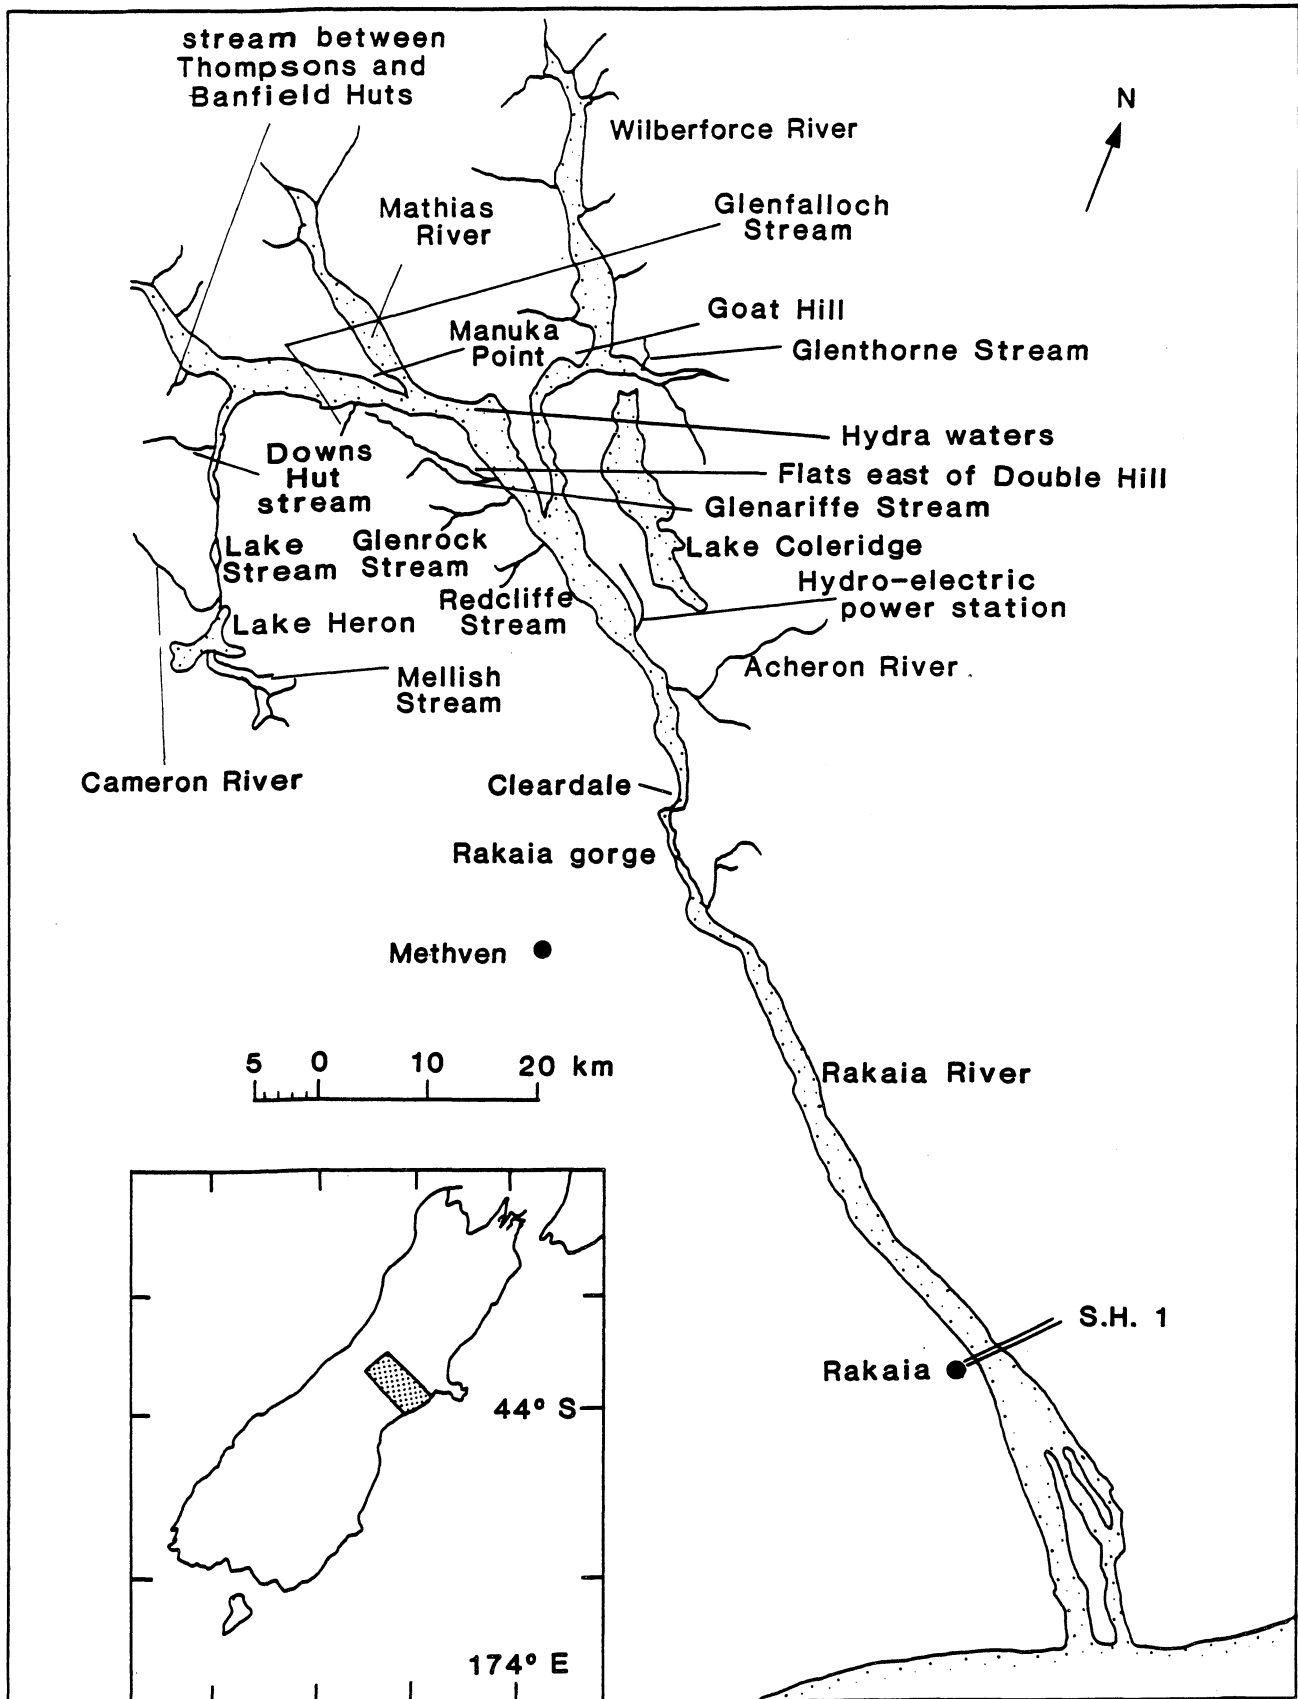 stream between
Thompsons and
Banfield Huts
N
Wilberforce River
Mathias
River
Glenfalloch
Stream
Goat Hill
Manuka
Point
Glenthorne Stream
Hydra waters
Downs
Hut
stream
Flats east of Double Hill
Glenariffe Stream
Lake
Stream
Glenrock
Stream
Lake Coleridge
Hydro-electric
power station
Redcliffe
Stream
Lake Heron
Acheron River
Mellish
Stream
Cameron River
Cleardale
Rakaia gorge
Methven
5 0 10 20 km
Rakaia River
S.H. 1
Rakaia
44° S
174° E